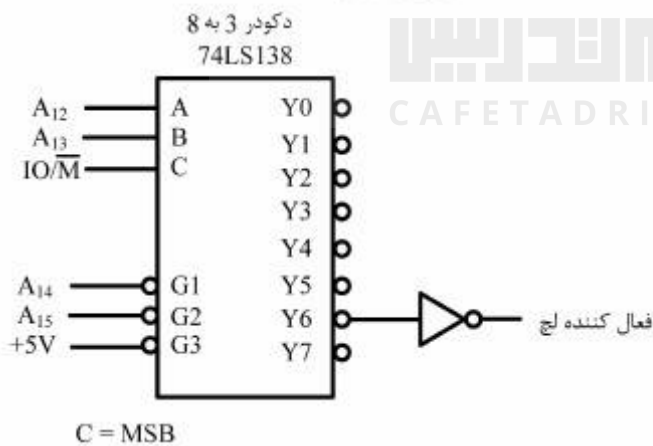 دکودر 3 به 8
74LS138
A12
A13
IO/M̅
A
B
C
A14
A15
+5V
G1
G2
G3
Y0
Y1
Y2
Y3
Y4
Y5
Y6
Y7
فعال کننده لچ
C = MSB
CAFETADRI